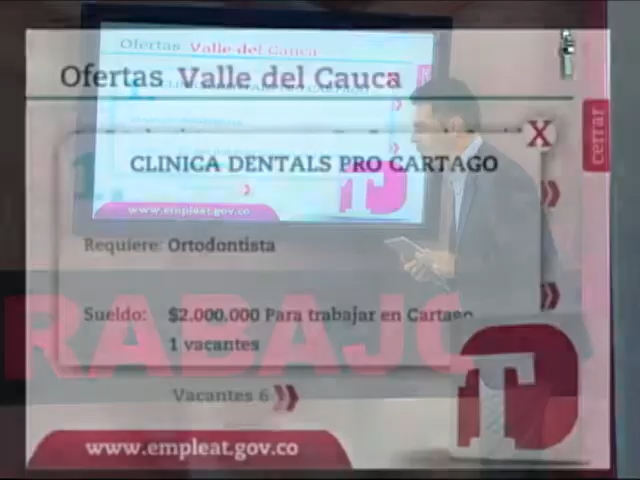 Ofertas Valle del Cauca
Ofertas Valle del Cauca
cerrar
X
CLINICA DENTALS PRO CARTAGO
www.empleat.gov.co
Requiere: Ortodontista
Sueldo: $2.000.000 Para trabajar en Cartago
1 vacantes
RABAJO
Vacantes 6
T
www.empleat.gov.co